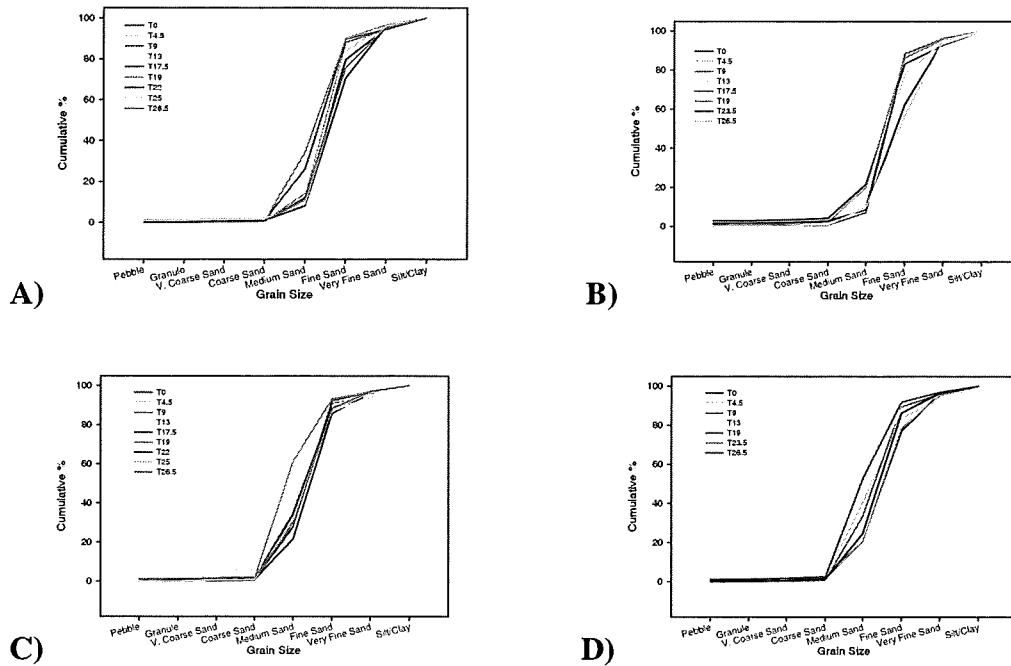 100
80
60
40
20
0
Cumulative %
T0
T4.5
T9
T13
T17.5
T19
T22
T25
T26.5
Pebble
Granule
V. Coarse Sand
Coarse Sand
Medium Sand
Fine Sand
Very Fine Sand
Silt/Clay
Grain Size
A)
100
80
60
40
20
0
Cumulative %
T0
T4.5
T9
T13
T17.5
T19
T23.5
T26.5
Pebble
Granule
V. Coarse Sand
Coarse Sand
Medium Sand
Fine Sand
Very Fine Sand
Silt/Clay
Grain Size
B)
100
80
60
40
20
0
Cumulative %
T0
T4.5
T9
T13
T17.5
T19
T22
T25
T26.5
Pebble
Granule
V. Coarse Sand
Coarse Sand
Medium Sand
Fine Sand
Very Fine Sand
Silt/Clay
Grain Size
C)
100
80
60
40
20
0
Cumulative %
T0
T4.5
T9
T13
T19
T23.5
T26.5
Pebble
Granule
V. Coarse Sand
Coarse Sand
Medium Sand
Fine Sand
Very Fine Sand
Silt/Clay
Grain Size
D)